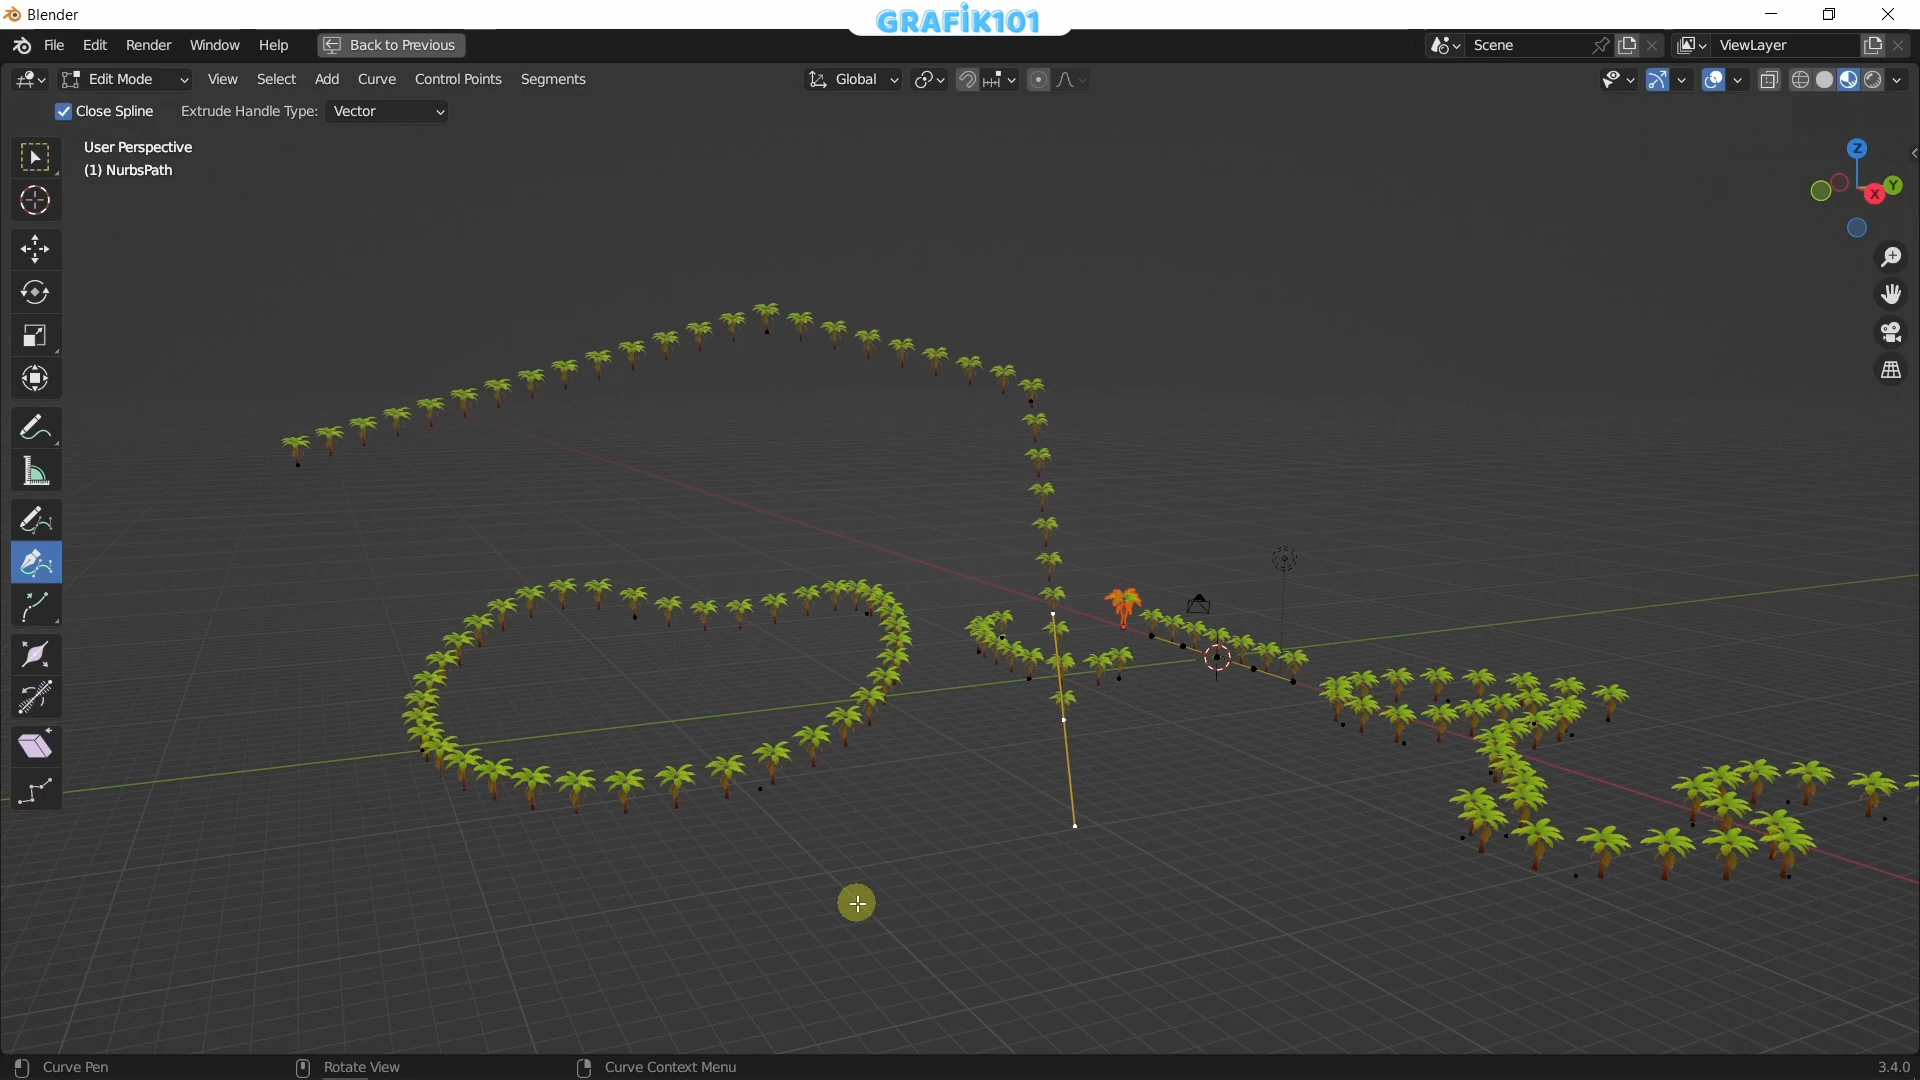 Blender
GRAFİK101
File Edit Render Window Help Back to Previous Scene ViewLayer
Edit Mode View Select Add Curve Control Points Segments Global
Close Spline Extrude Handle Type: Vector
User Perspective
(1) NurbsPath
Z
Y
X
Curve Pen Rotate View Curve Context Menu 3.4.0